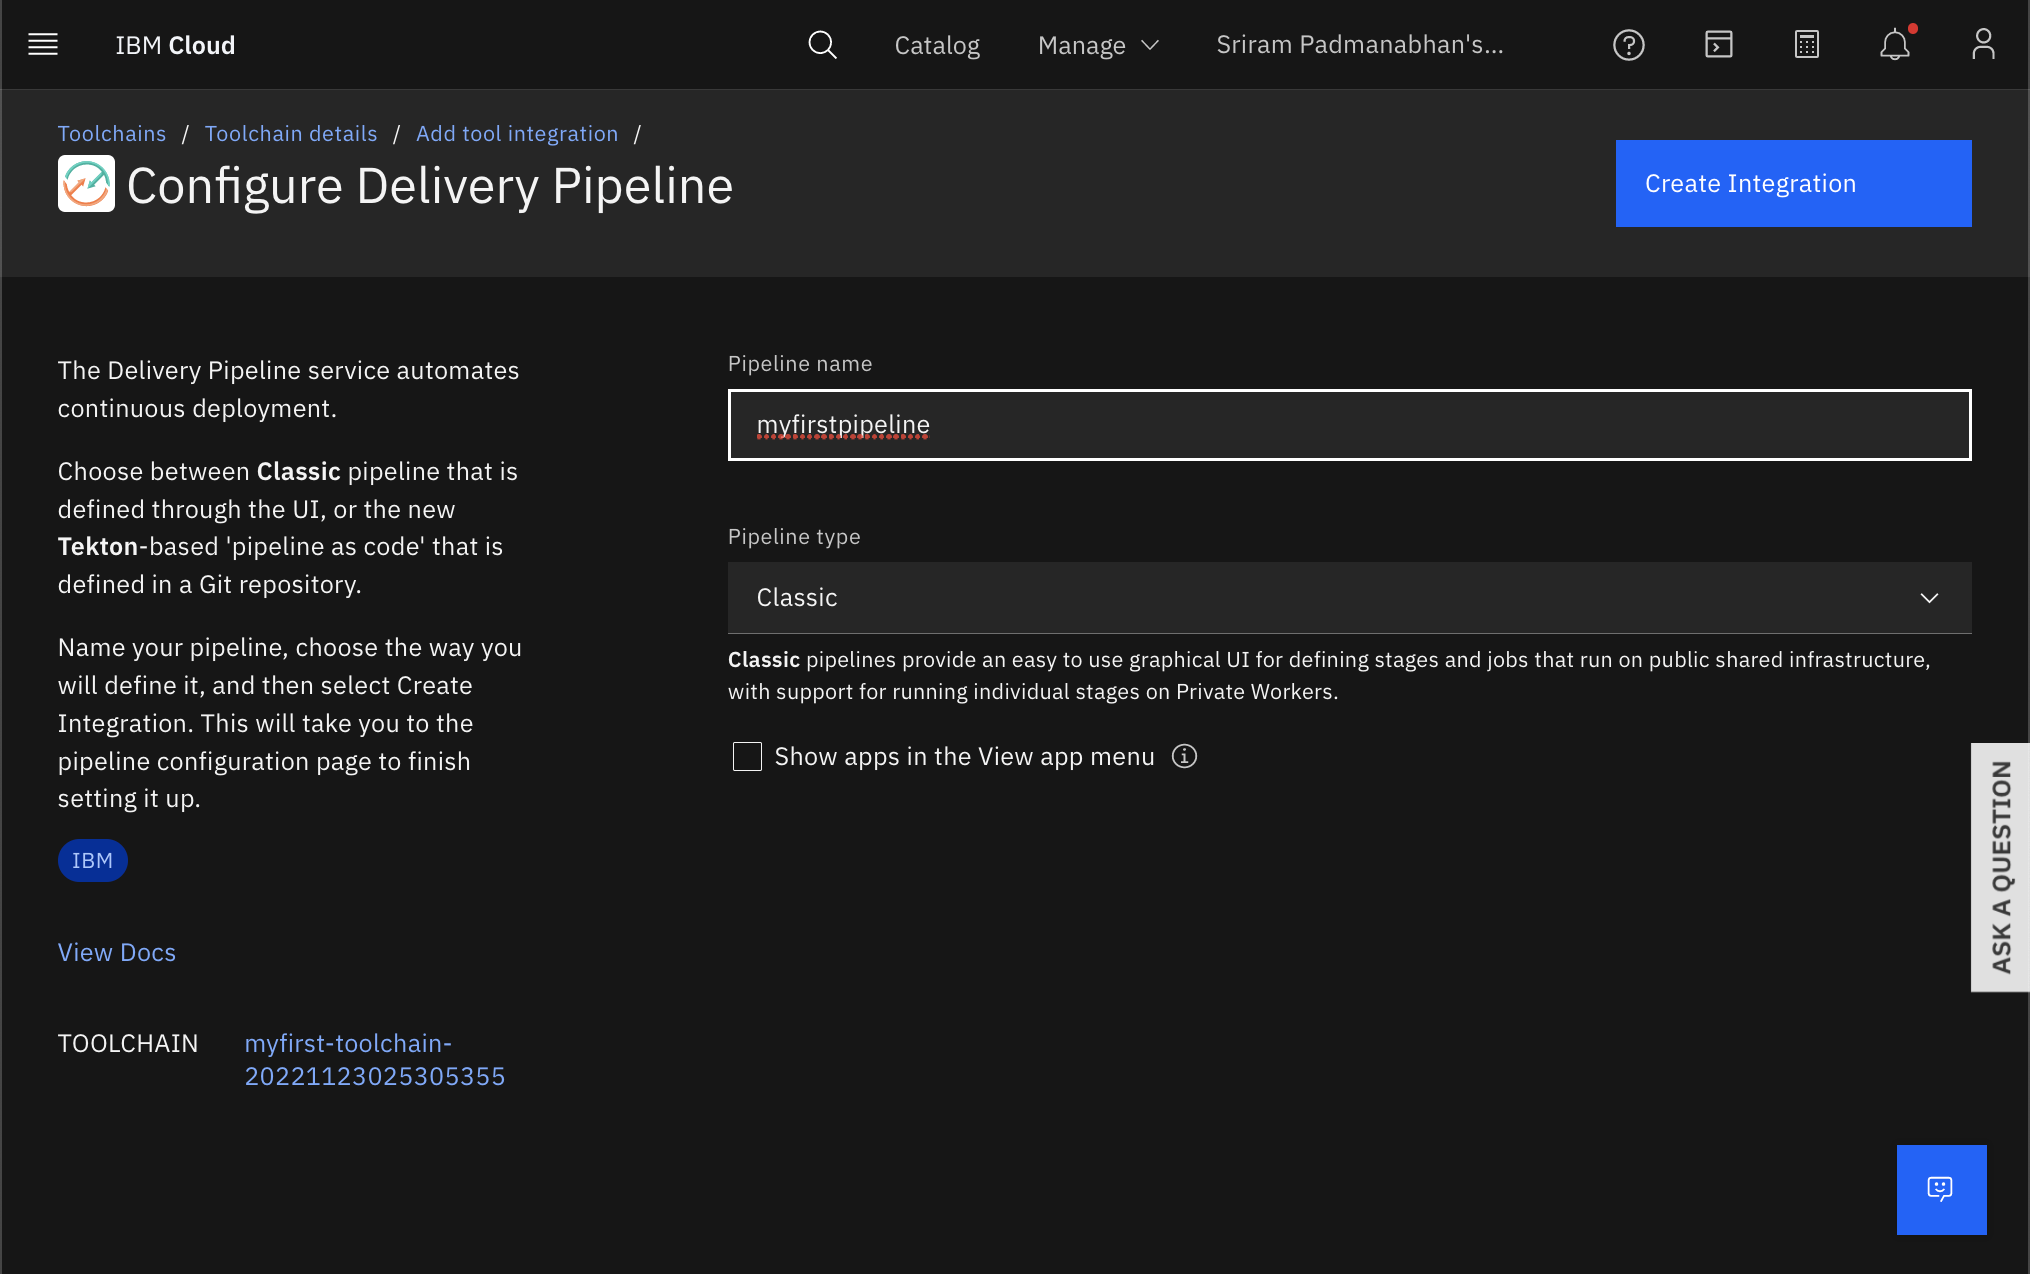 IBM Cloud
Catalog
Manage
Sriram Padmanabhan's...
Toolchains / Toolchain details / Add tool integration /
Configure Delivery Pipeline
Create Integration
The Delivery Pipeline service automates
continuous deployment.
Choose between Classic pipeline that is
defined through the UI, or the new
Tekton-based 'pipeline as code' that is
defined in a Git repository.
Name your pipeline, choose the way you
will define it, and then select Create
Integration. This will take you to the
pipeline configuration page to finish
setting it up.
IBM
View Docs
TOOLCHAIN
myfirst-toolchain-
20221123025305355
Pipeline name
myfirstpipeline
Pipeline type
Classic
Classic pipelines provide an easy to use graphical UI for defining stages and jobs that run on public shared infrastructure,
with support for running individual stages on Private Workers.
Show apps in the View app menu
ASK A QUESTION